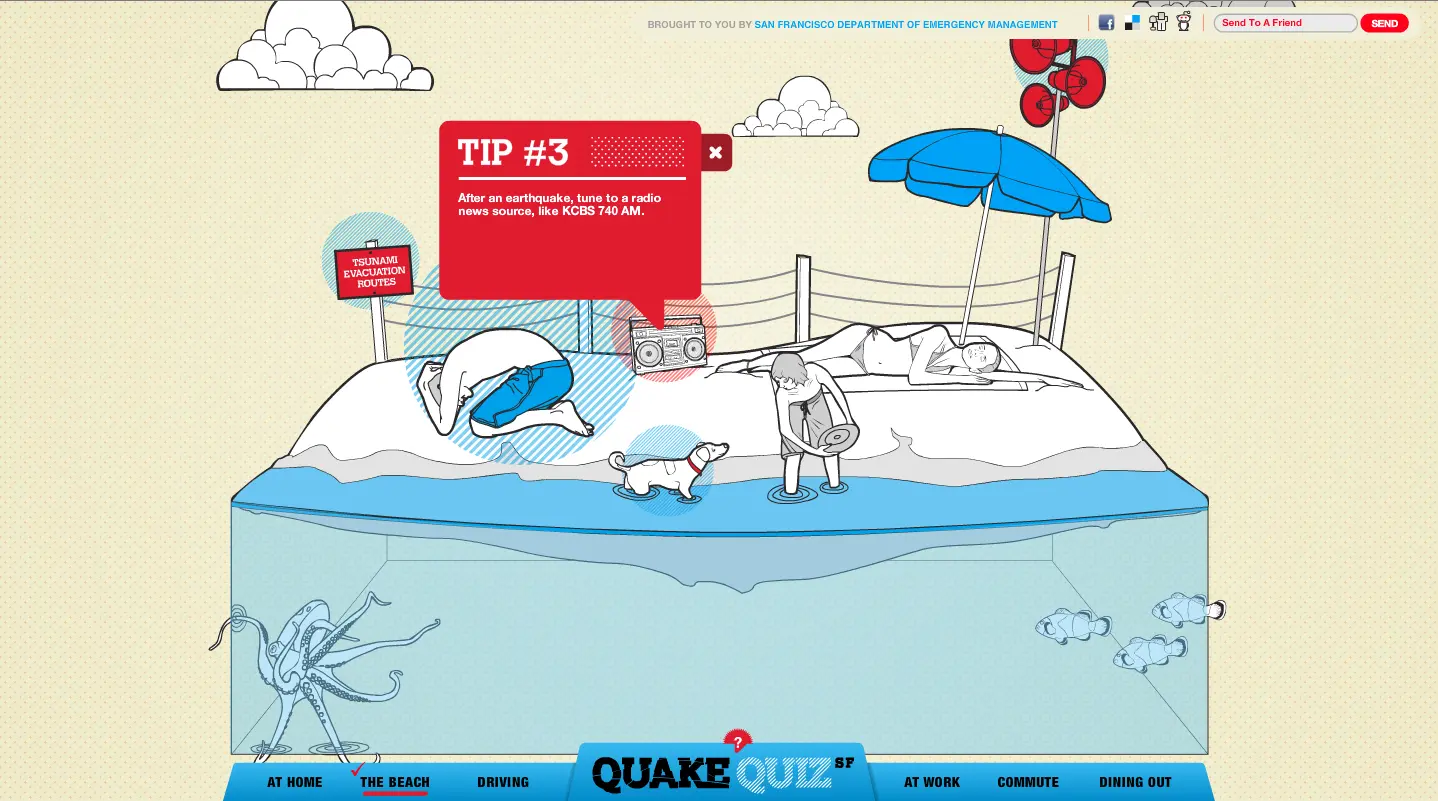 BROUGHT TO YOU BY SAN FRANCISCO DEPARTMENT OF EMERGENCY MANAGEMENT
f
Send To A Friend
SEND
TIP #3
After an earthquake, tune to a radio
news source, like KCBS 740 AM.
TSUNAMI
EVACUATION
ROUTES
?
QUAKE QUIZ SF
AT HOME
THE BEACH
DRIVING
AT WORK
COMMUTE
DINING OUT